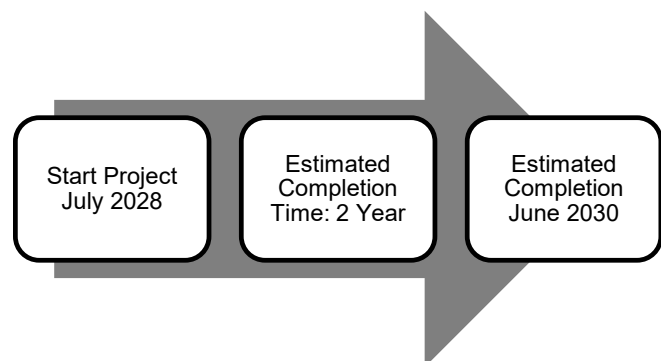 Start Project
July 2028
Estimated
Completion
Time: 2 Year
Estimated
Completion
June 2030